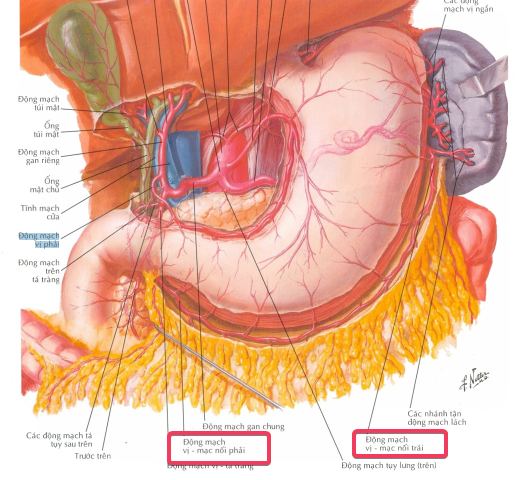 Các động
mạch vị ngắn
Động mạch
túi mật
Ống
túi mật
Động mạch
gan riêng
Ống
mật chủ
Tĩnh mạch
cửa
Động mạch
vị phải
Động mạch
trên
tá tràng
Các động mạch tá
tụy sau trên
Trước trên
Động mạch gan chung
Động mạch
vị - mạc nối phải
Động mạch vị - tá tràng
Động mạch
vị - mạc nối trái
Động mạch tụy lưng (trên)
Các nhánh tận
động mạch lách